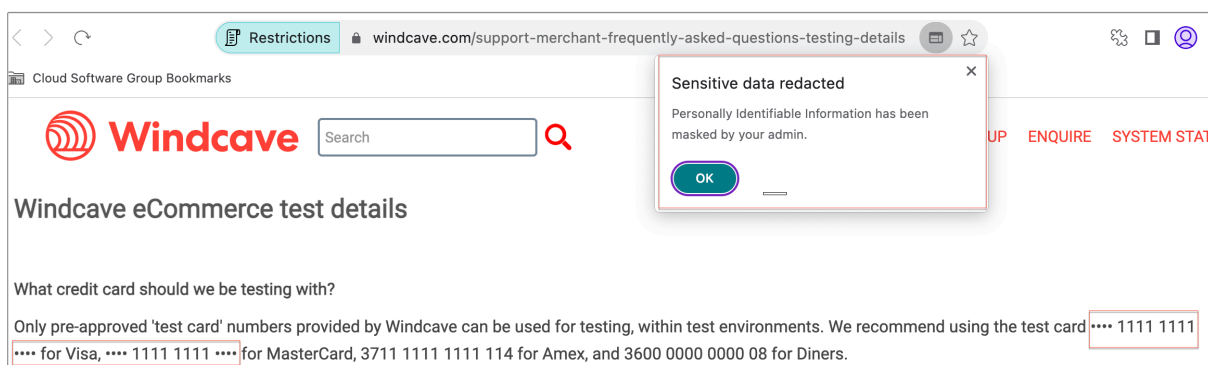 Restrictions
windcave.com/support-merchant-frequently-asked-questions-testing-details
Cloud Software Group Bookmarks
Sensitive data redacted
Personally Identifiable Information has been
masked by your admin.
OK
Windcave
Search
UP ENQUIRE SYSTEM STAT
Windcave eCommerce test details
What credit card should we be testing with?
Only pre-approved 'test card' numbers provided by Windcave can be used for testing, within test environments. We recommend using the test card •••• 1111 1111
•••• for Visa, •••• 1111 1111 •••• for MasterCard, 3711 1111 1111 114 for Amex, and 3600 0000 0000 08 for Diners.